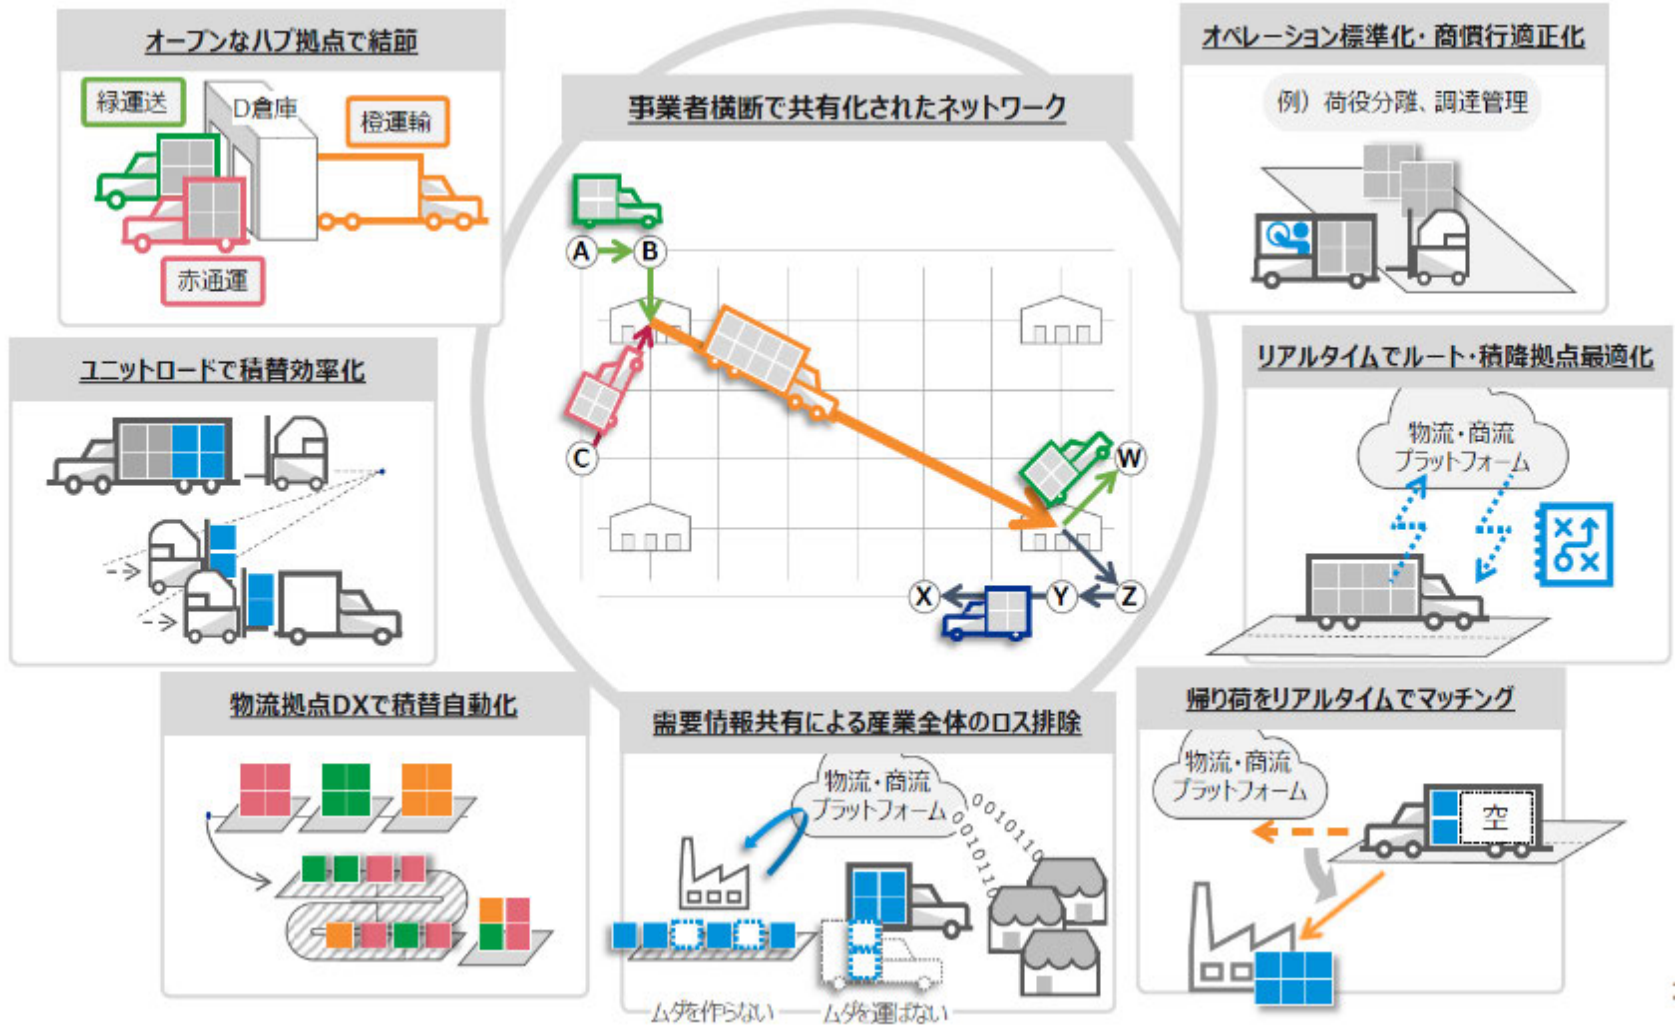 オープンなハブ拠点で結節
緑運送
D倉庫
橙運輸
赤通運
事業者横断で共有化されたネットワーク
A
B
C
W
X
Y
Z
オペレーション標準化・商慣行適正化
例）荷役分離、調達管理
ユニットロードで積替効率化
リアルタイムでルート・積降拠点最適化
物流・商流
プラットフォーム
物流拠点DXで積替自動化
需要情報共有による産業全体のロス排除
物流・商流
プラットフォーム
0010110
0010110
ムダを作らない
ムダを運ばない
帰り荷をリアルタイムでマッチング
物流・商流
プラットフォーム
空